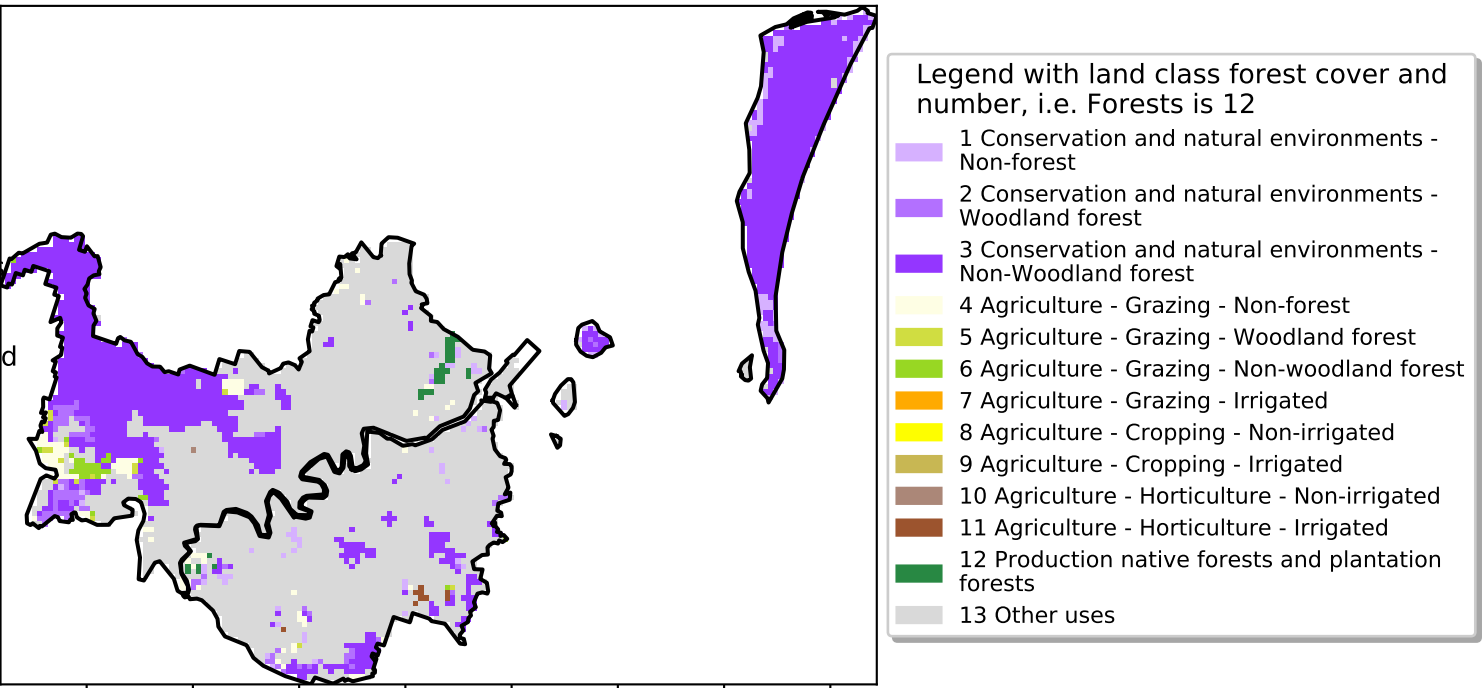 d
Legend with land class forest cover and
number, i.e. Forests is 12
1 Conservation and natural environments -
Non-forest
2 Conservation and natural environments -
Woodland forest
3 Conservation and natural environments -
Non-Woodland forest
4 Agriculture - Grazing - Non-forest
5 Agriculture - Grazing - Woodland forest
6 Agriculture - Grazing - Non-woodland forest
7 Agriculture - Grazing - Irrigated
8 Agriculture - Cropping - Non-irrigated
9 Agriculture - Cropping - Irrigated
10 Agriculture - Horticulture - Non-irrigated
11 Agriculture - Horticulture - Irrigated
12 Production native forests and plantation
forests
13 Other uses